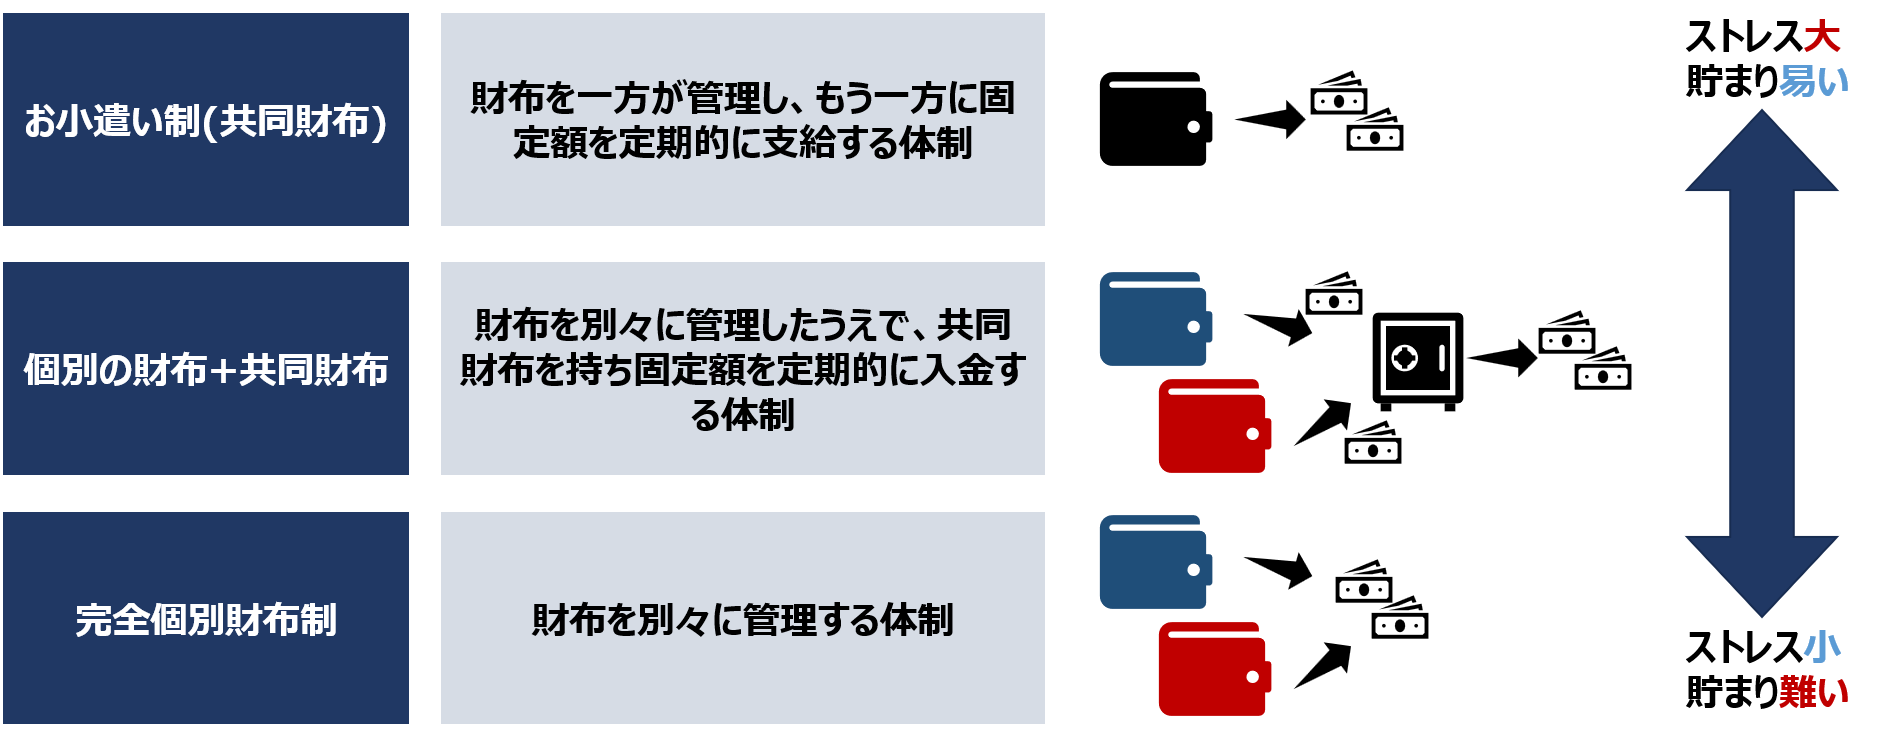 お小遣い制(共同財布)
財布を一方が管理し、もう一方に固
定額を定期的に支給する体制
ストレス大
貯まり易い
個別の財布+共同財布
財布を別々に管理したうえで、共同
財布を持ち固定額を定期的に入金す
る体制
完全個別財布制
財布を別々に管理する体制
ストレス小
貯まり難い